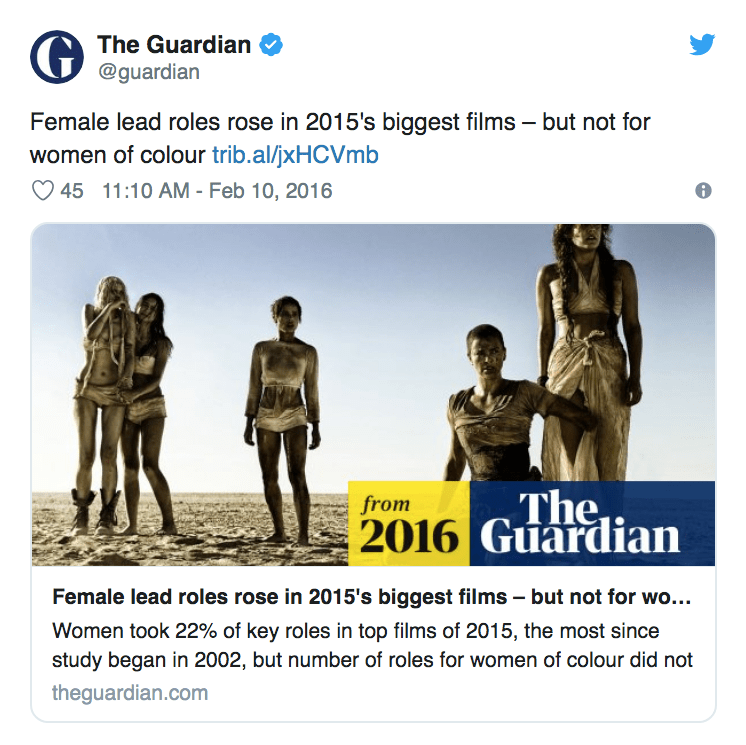 The Guardian
@guardian
Female lead roles rose in 2015's biggest films – but not for
women of colour trib.al/jxHCVmb
45 11:10 AM - Feb 10, 2016
from
2016
The
Guardian
Female lead roles rose in 2015's biggest films – but not for wo...
Women took 22% of key roles in top films of 2015, the most since
study began in 2002, but number of roles for women of colour did not
theguardian.com